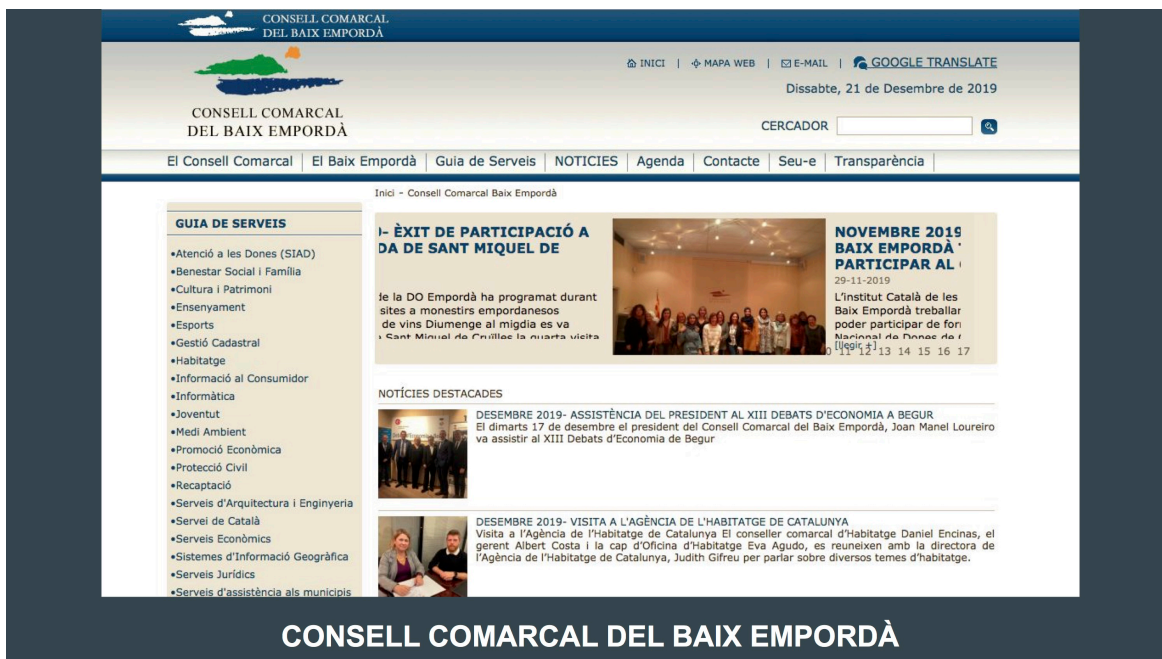 CONSELL COMARCAL
DEL BAIX EMPORDÀ
INICI | MAPA WEB | E-MAIL | GOOGLE TRANSLATE
Dissabte, 21 de Desembre de 2019
CONSELL COMARCAL
DEL BAIX EMPORDÀ
CERCADOR
El Consell Comarcal | El Baix Empordà | Guia de Serveis | NOTICIES | Agenda | Contacte | Seu-e | Transparència |
Inici - Consell Comarcal Baix Empordà
GUIA DE SERVEIS
•Atenció a les Dones (SIAD)
•Benestar Social i Família
•Cultura i Patrimoni
•Ensenyament
•Esports
•Gestió Cadastral
•Habitatge
•Informació al Consumidor
•Informàtica
•Joventut
•Medi Ambient
•Promoció Econòmica
•Protecció Civil
•Recaptació
•Serveis d'Arquitectura i Enginyeria
•Servei de Català
•Serveis Econòmics
•Sistemes d'Informació Geogràfica
•Serveis Jurídics
•Serveis d'assistència als municipis
- ÈXIT DE PARTICIPACIÓ A
DA DE SANT MIQUEL DE
de la DO Empordà ha programat durant
sites a monestirs empordanesos
de vins Diumenge al migdia es va
Sant Miquel de Cruïlles la quarta visita
NOVEMBRE 2019
BAIX EMPORDÀ
PARTICIPAR AL
29-11-2019
L'institut Català de les
Baix Empordà treballar
poder participar de for
Nacional de Dones de
[llegir +]
0 11 12 13 14 15 16 17
NOTÍCIES DESTACADES
DESEMBRE 2019- ASSISTÈNCIA DEL PRESIDENT AL XIII DEBATS D'ECONOMIA A BEGUR
El dimarts 17 de desembre el president del Consell Comarcal del Baix Empordà, Joan Manel Loureiro
va assistir al XIII Debats d'Economia de Begur
DESEMBRE 2019- VISITA A L'AGÈNCIA DE L'HABITATGE DE CATALUNYA
Visita a l'Agència de l'Habitatge de Catalunya El conseller comarcal d'Habitatge Daniel Encinas, el
gerent Albert Costa i la cap d'Oficina d'Habitatge Eva Agudo, es reuneixen amb la directora de
l'Agència de l'Habitatge de Catalunya, Judith Gifreu per parlar sobre diversos temes d'habitatge.
CONSELL COMARCAL DEL BAIX EMPORDÀ